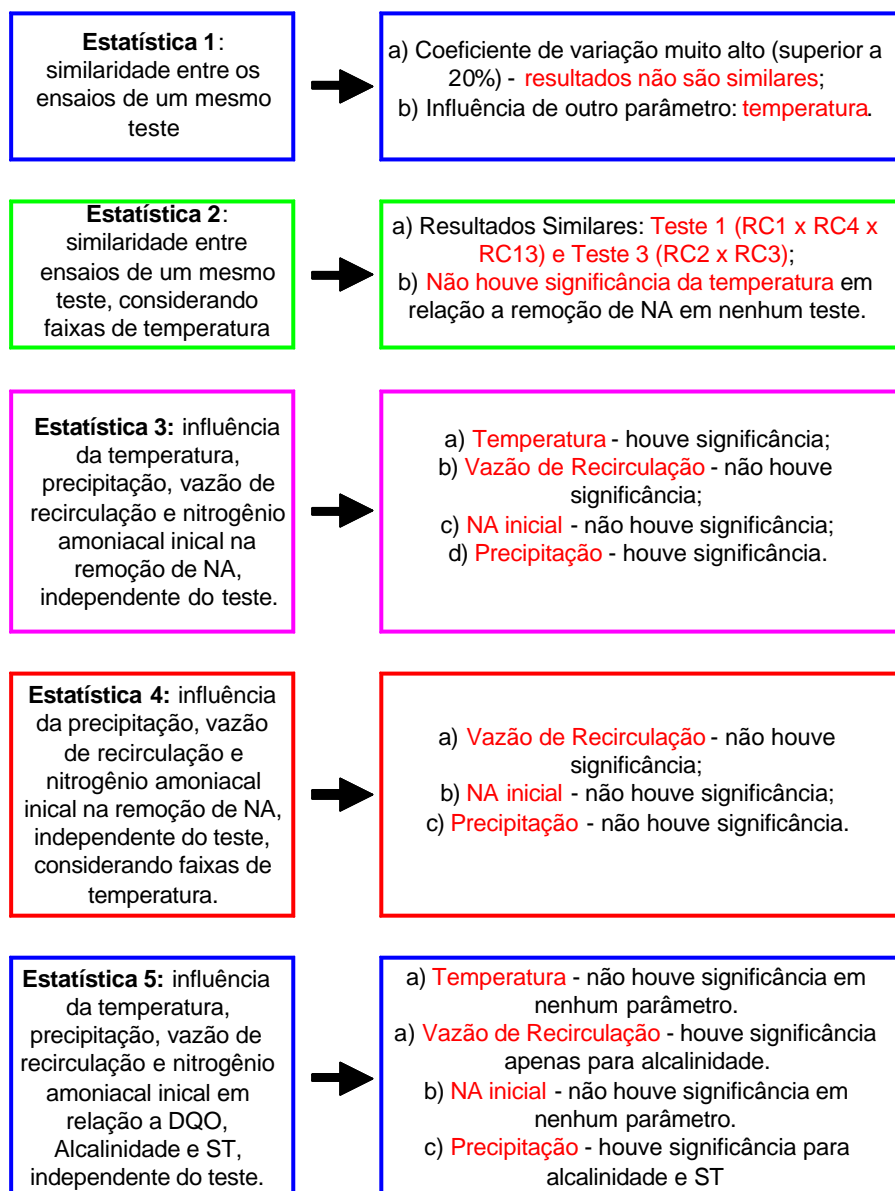 Estatística 1:
similaridade entre os
ensaios de um mesmo
teste
a) Coeficiente de variação muito alto (superior a
20%) - resultados não são similares;
b) Influência de outro parâmetro: temperatura.
Estatística 2:
similaridade entre
ensaios de um mesmo
teste, considerando
faixas de temperatura
a) Resultados Similares: Teste 1 (RC1 x RC4 x
RC13) e Teste 3 (RC2 x RC3);
b) Não houve significância da temperatura em
relação a remoção de NA em nenhum teste.
Estatística 3: influência
da temperatura,
precipitação, vazão de
recirculação e nitrogênio
amoniacal inical na
remoção de NA,
independente do teste.
a) Temperatura - houve significância;
b) Vazão de Recirculação - não houve
significância;
c) NA inicial - não houve significância;
d) Precipitação - houve significância.
Estatística 4: influência
da precipitação, vazão
de recirculação e
nitrogênio amoniacal
inical na remoção de NA,
independente do teste,
considerando faixas de
temperatura.
a) Vazão de Recirculação - não houve
significância;
b) NA inicial - não houve significância;
c) Precipitação - não houve significância.
Estatística 5: influência
da temperatura,
precipitação, vazão de
recirculação e nitrogênio
amoniacal inical em
relação a DQO,
Alcalinidade e ST,
independente do teste.
a) Temperatura - não houve significância em
nenhum parâmetro.
a) Vazão de Recirculação - houve significância
apenas para alcalinidade.
b) NA inicial - não houve significância em
nenhum parâmetro.
c) Precipitação - houve significância para
alcalinidade e ST